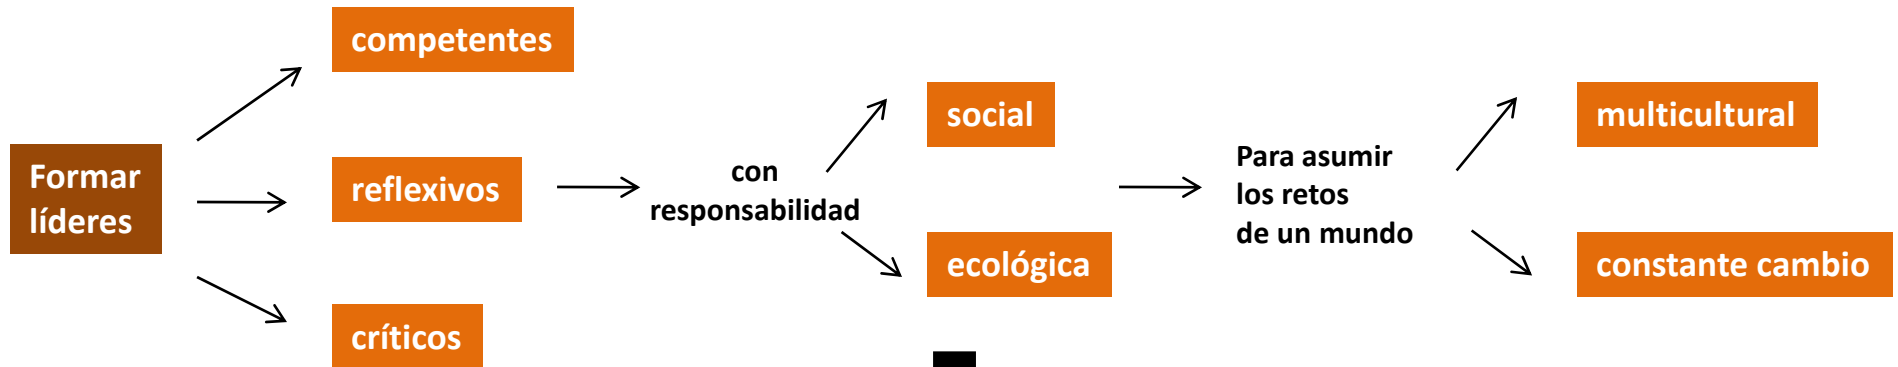 Formar
líderes
competentes
reflexivos
críticos
con
responsabilidad
social
ecológica
Para asumir
los retos
de un mundo
multicultural
constante cambio